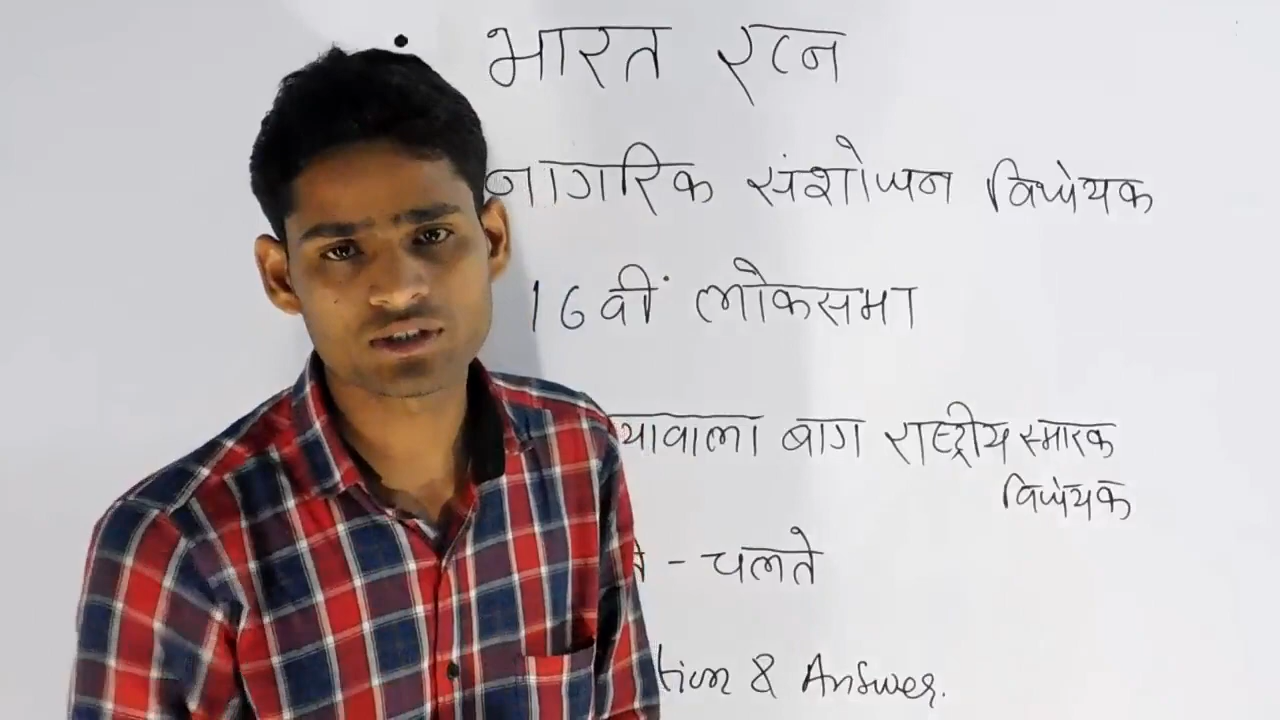 भारत रत्न
नागरिक संशोधन विधेयक
16वीं लोकसभा
यावाला बाग राष्ट्रीय स्मारक
विधेयक
- चलते
tion & Answer.